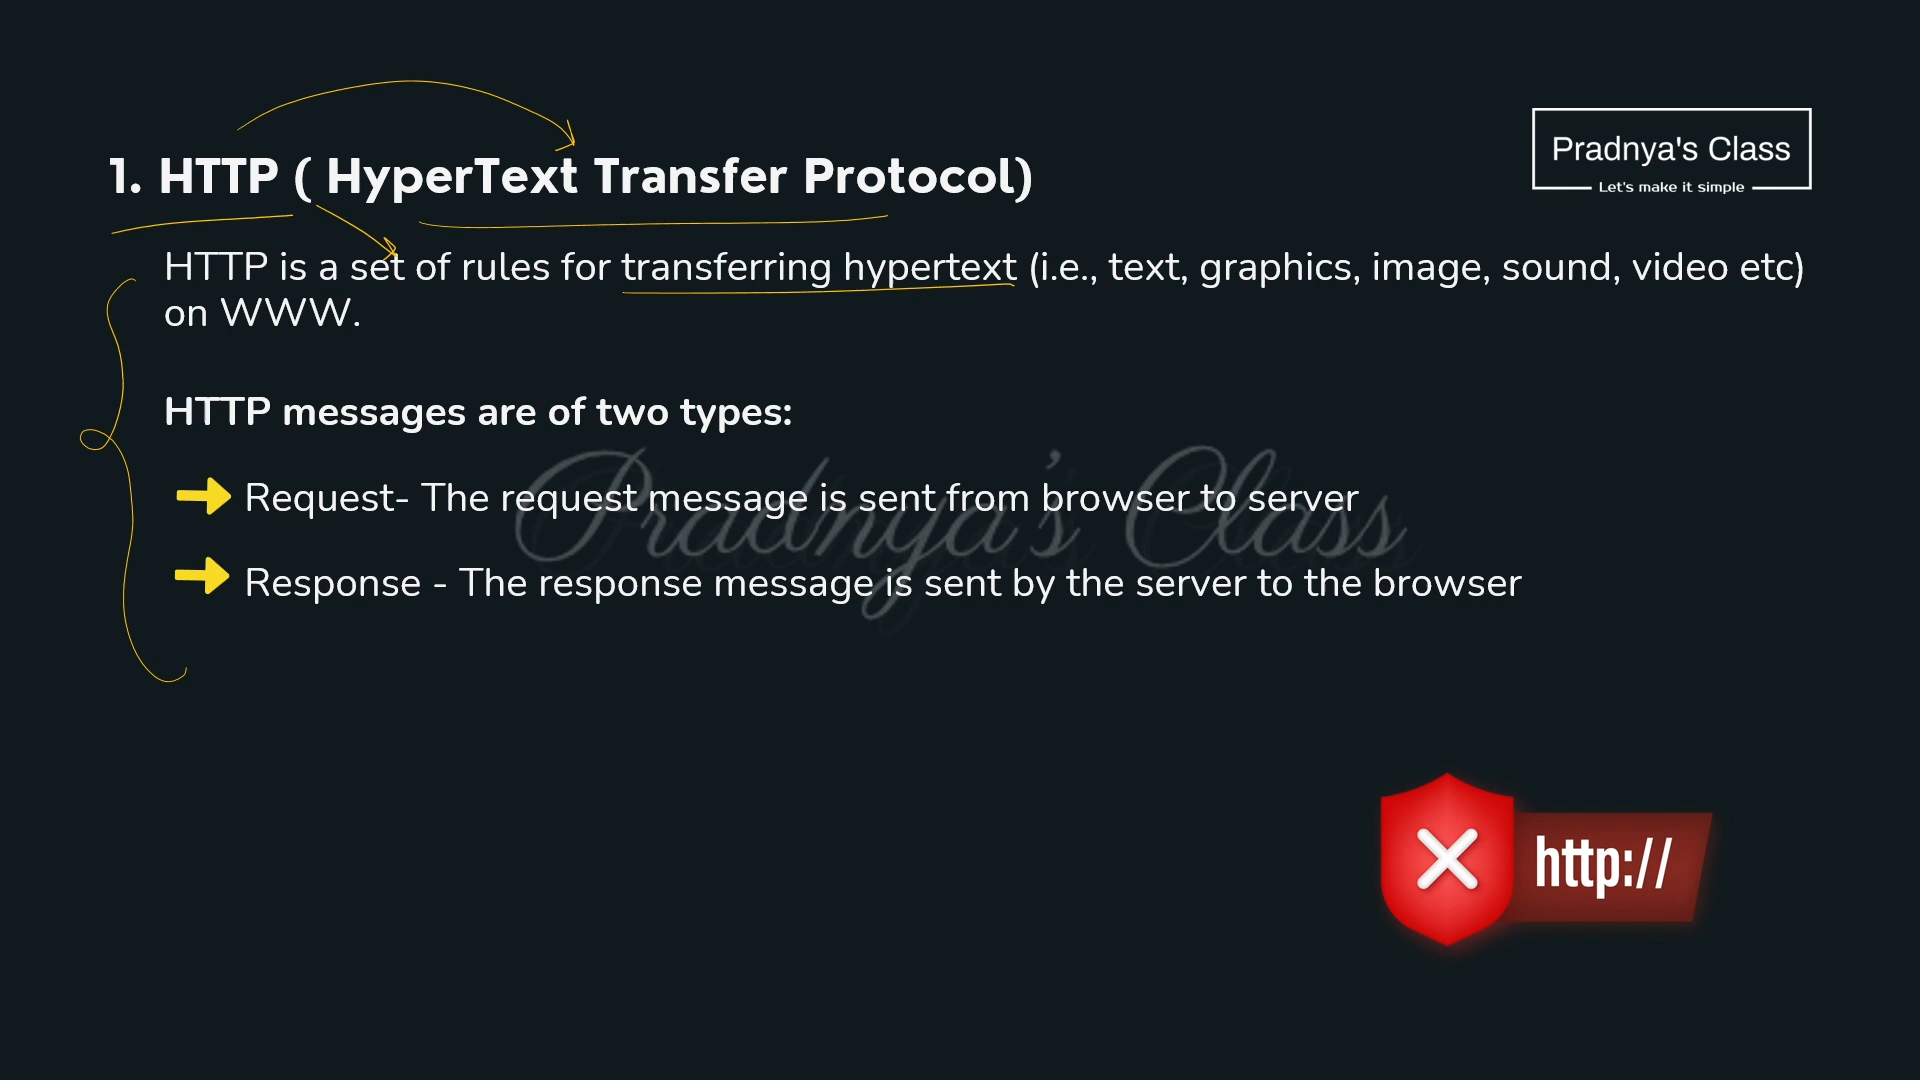 1. HTTP ( HyperText Transfer Protocol)
Pradnya's Class
Let's make it simple
HTTP is a set of rules for transferring hypertext (i.e., text, graphics, image, sound, video etc)
on WWW.
HTTP messages are of two types:
Request- The request message is sent from browser to server
Pradnya's Class
Response - The response message is sent by the server to the browser
http://